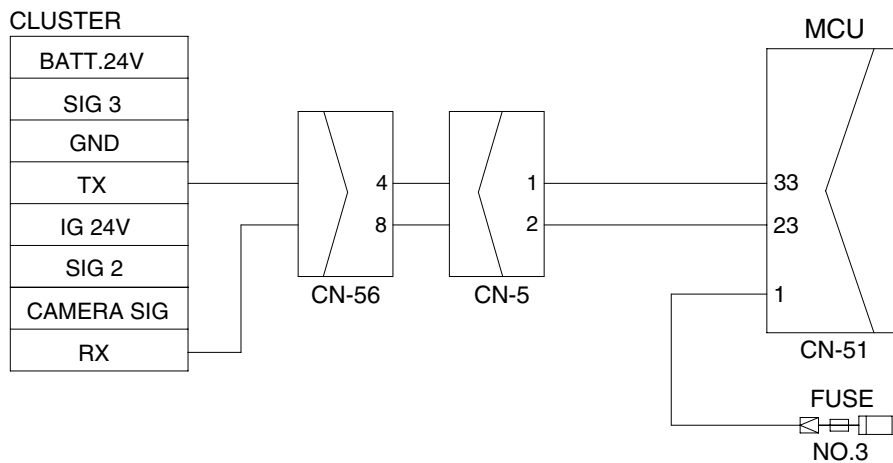 CLUSTER
BATT.24V
SIG 3
GND
TX
IG 24V
SIG 2
CAMERA SIG
RX
4
8
CN-56
1
2
CN-5
MCU
33
23
1
CN-51
FUSE
NO.3